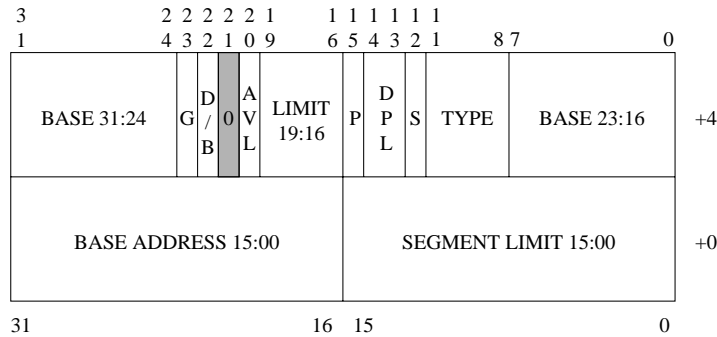 3 2 2 2 2 2 1 1 1 1 1 1 1
1 4 3 2 1 0 9 6 5 4 3 2 1 8 7 0
BASE 31:24
G
D
/
B
0
A
V
L
LIMIT
19:16
P
D
P
L
S
TYPE
BASE 23:16
+4
BASE ADDRESS 15:00
SEGMENT LIMIT 15:00
+0
31 16 15 0